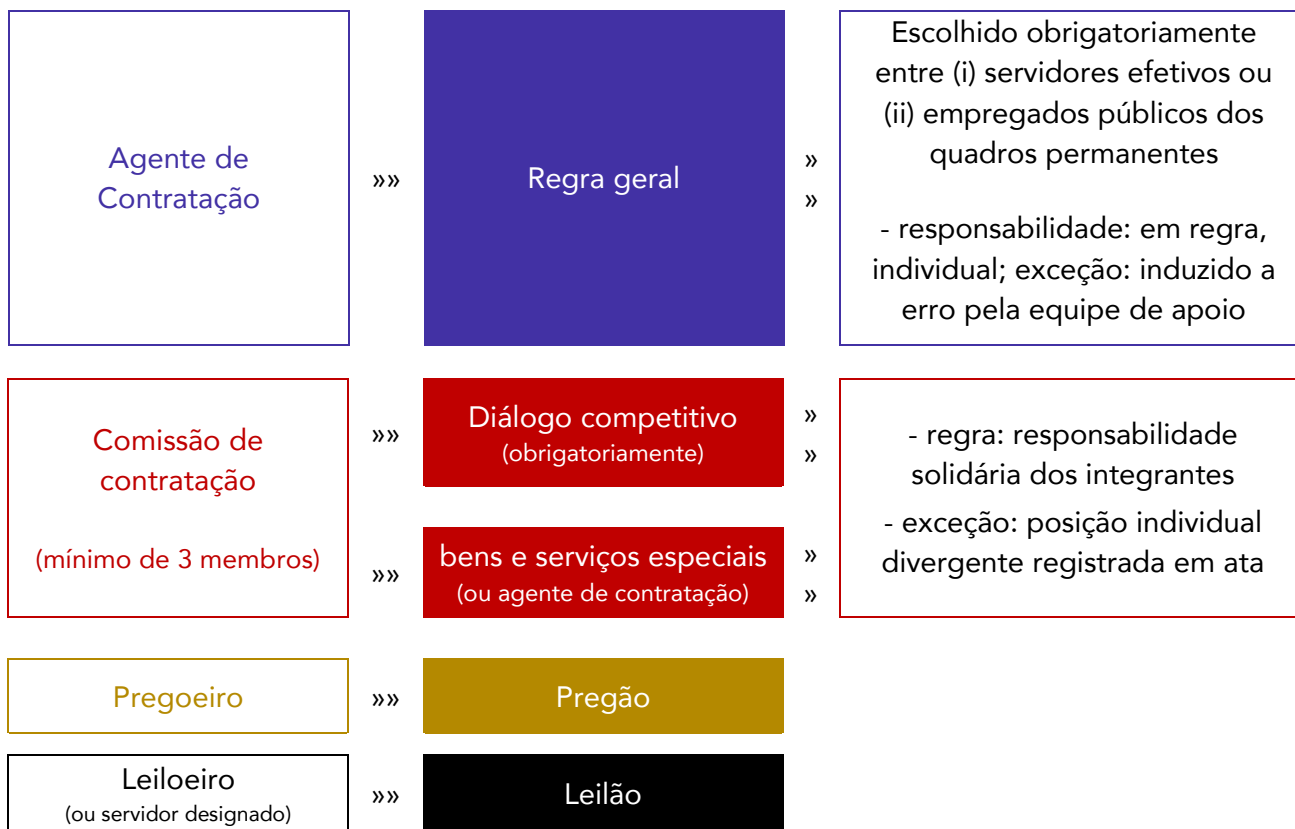 Agente de
Contratação
»»
Regra geral
»
»
Escolhido obrigatoriamente
entre (i) servidores efetivos ou
(ii) empregados públicos dos
quadros permanentes
- responsabilidade: em regra,
individual; exceção: induzido a
erro pela equipe de apoio
Comissão de
contratação
(mínimo de 3 membros)
»»
Diálogo competitivo
(obrigatoriamente)
»
»
»»
bens e serviços especiais
(ou agente de contratação)
»
»
- regra: responsabilidade
solidária dos integrantes
- exceção: posição individual
divergente registrada em ata
Pregoeiro
»»
Pregão
Leiloeiro
(ou servidor designado)
»»
Leilão